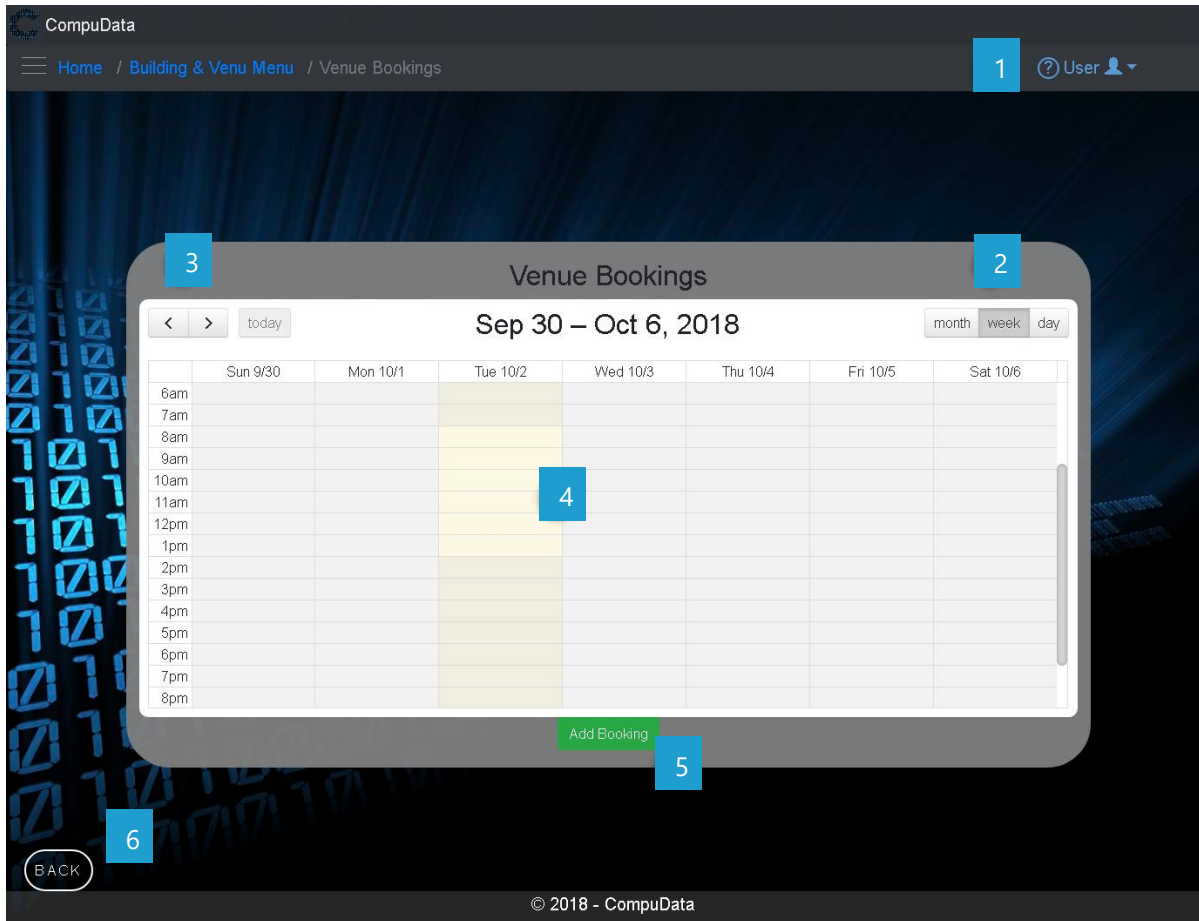 CompuData
Home / Building & Venu Menu / Venue Bookings
1
User
3
2
Venue Bookings
today
Sep 30 – Oct 6, 2018
month week day
Sun 9/30 Mon 10/1 Tue 10/2 Wed 10/3 Thu 10/4 Fri 10/5 Sat 10/6
6am
7am
8am
9am
10am
4
11am
12pm
1pm
2pm
3pm
4pm
5pm
6pm
7pm
8pm
Add Booking
5
6
BACK
© 2018 - CompuData